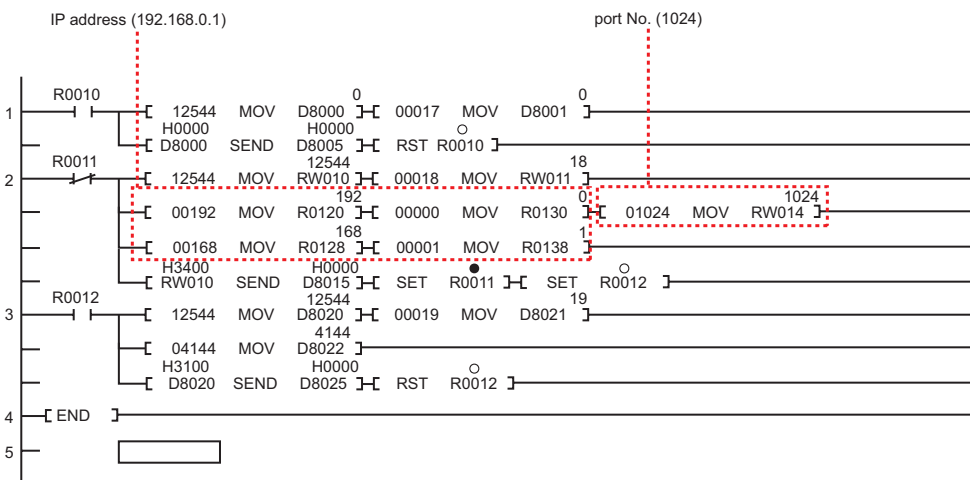 IP address (192.168.0.1) port No. (1024)
R0010 0 0
1 12544 MOV D8000 00017 MOV D8001
H0000 H0000
D8000 SEND D8005 RST R0010
R0011 12544 18
2 12544 MOV RW010 00018 MOV RW011
192 0 1024
00192 MOV R0120 00000 MOV R0130 01024 MOV RW014
168 1
00168 MOV R0128 00001 MOV R0138
H3400 H0000
RW010 SEND D8015 SET R0011 SET R0012
R0012 12544 19
3 12544 MOV D8020 00019 MOV D8021
4144
04144 MOV D8022
H3100 H0000
D8020 SEND D8025 RST R0012
4 END
5